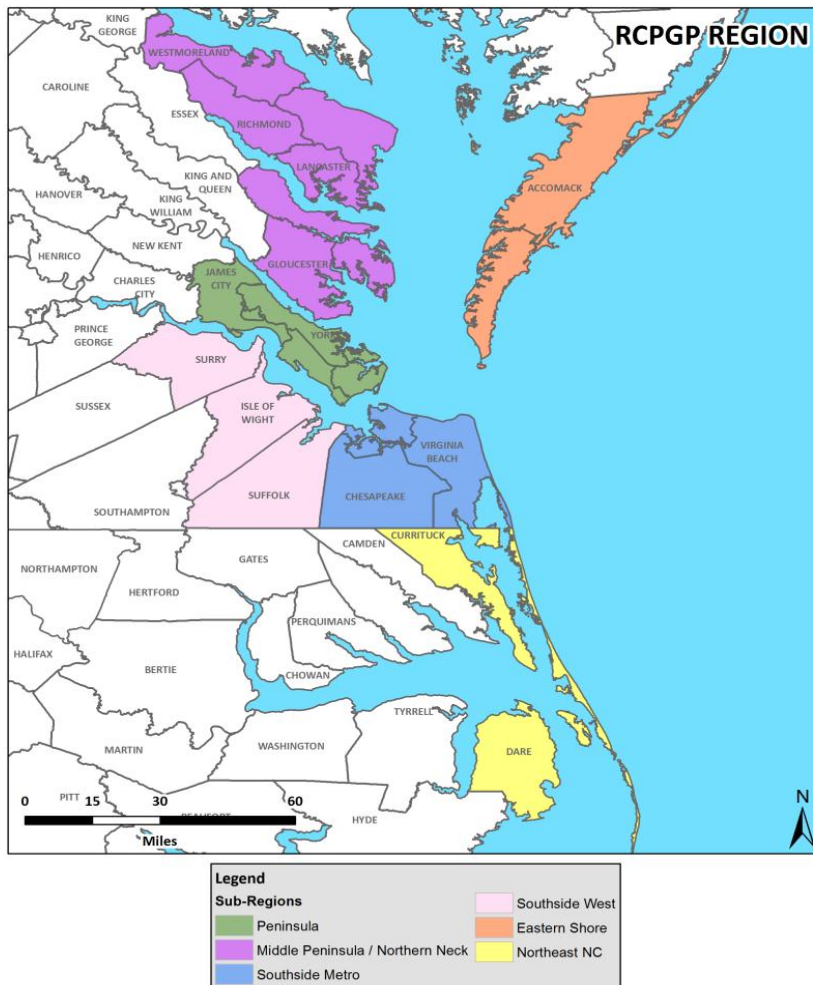 RCPGP REGION
KING
GEORGE
WESTMORELAND
CAROLINE
ESSEX
RICHMOND
LANCASTER
ACCOMACK
KING AND
QUEEN
HANOVER
KING
WILLIAM
NEW KENT
HENRICO
GLOUCESTER
JAMES
CITY
CHARLES
CITY
PRINCE
GEORGE
YORK
SURRY
SUSSEX
ISLE OF
WIGHT
VIRGINIA
BEACH
SUFFOLK
CHESAPEAKE
SOUTHAMPTON
CURRITUCK
CAMDEN
GATES
NORTHAMPTON
HERTFORD
PERQUIMANS
HALIFAX
BERTIE
CHOWAN
TYRRELL
MARTIN
WASHINGTON
DARE
PITT
BEAUFORT
HYDE
0 15 30 60
Miles
N
Legend
Sub-Regions
Peninsula
Middle Peninsula / Northern Neck
Southside Metro
Southside West
Eastern Shore
Northeast NC